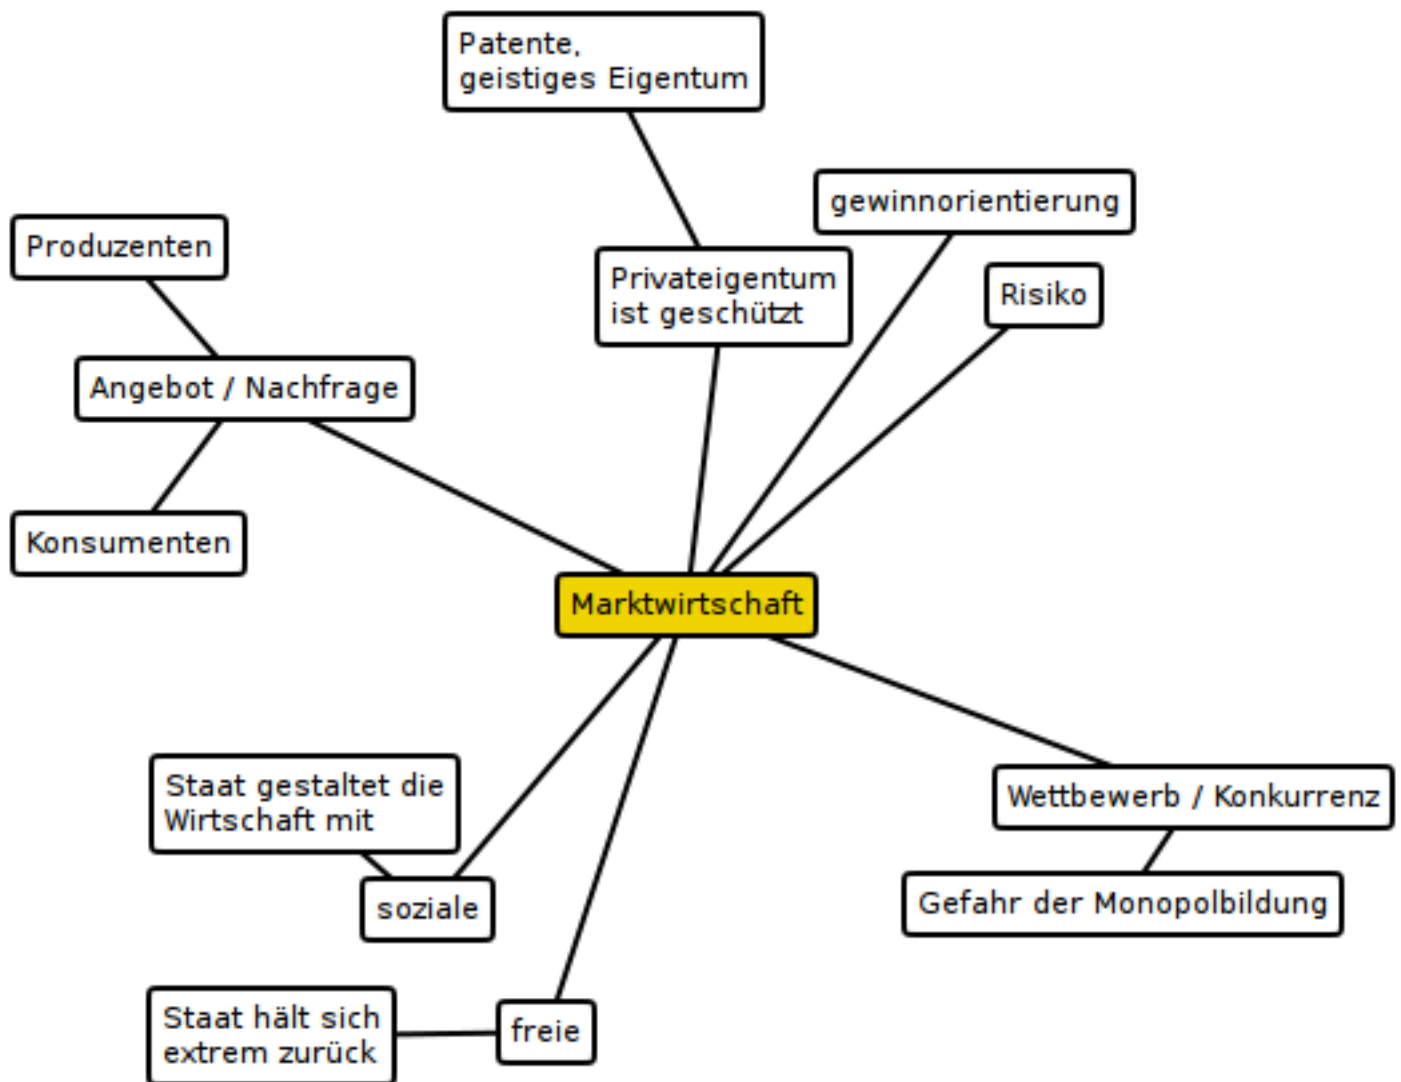 Patente,
geistiges Eigentum
gewinnorientierung
Produzenten
Privateigentum
ist geschützt
Risiko
Angebot / Nachfrage
Konsumenten
Marktwirtschaft
Staat gestaltet die
Wirtschaft mit
Wettbewerb / Konkurrenz
soziale
Gefahr der Monopolbildung
Staat hält sich
extrem zurück
freie